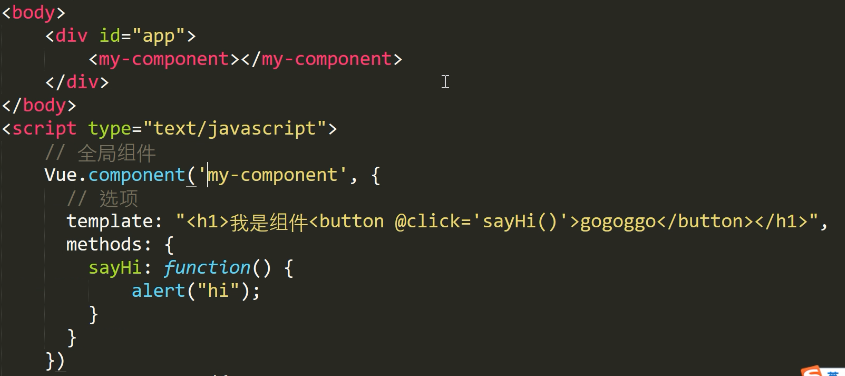 <body>
<div id="app">
<my-component></my-component>
</div>
</body>
<script type="text/javascript">
// 全局组件
Vue.component('my-component', {
// 选项
template: "<h1>我是组件<button @click='sayHi()'>gogoggo</button></h1>",
methods: {
sayHi: function() {
alert("hi");
}
}
})